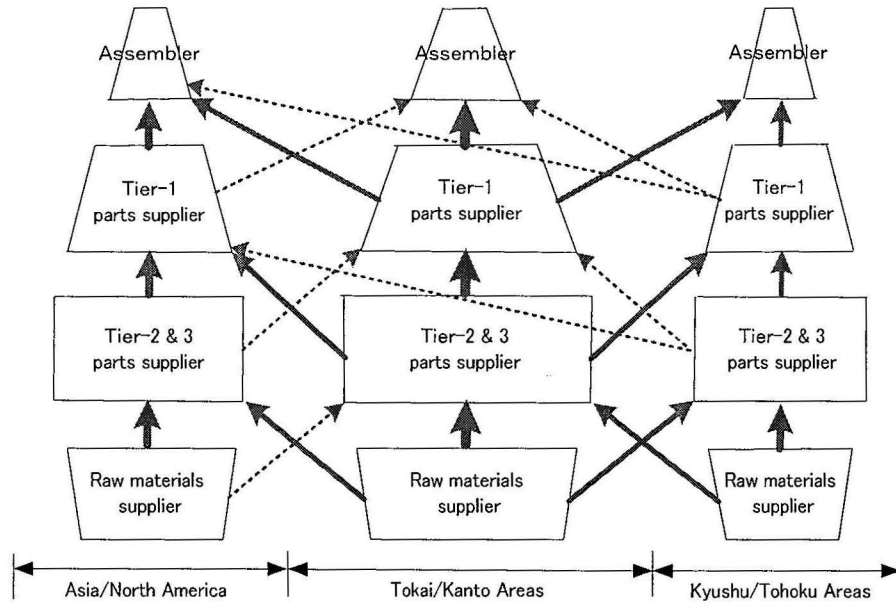 Assembler
Assembler
Assembler
Tier-1
parts supplier
Tier-1
parts supplier
Tier-1
parts supplier
Tier-2 & 3
parts supplier
Tier-2 & 3
parts supplier
Tier-2 & 3
parts supplier
Raw materials
supplier
Raw materials
supplier
Raw materials
supplier
Asia/North America
Tokai/Kanto Areas
Kyushu/Tohoku Areas